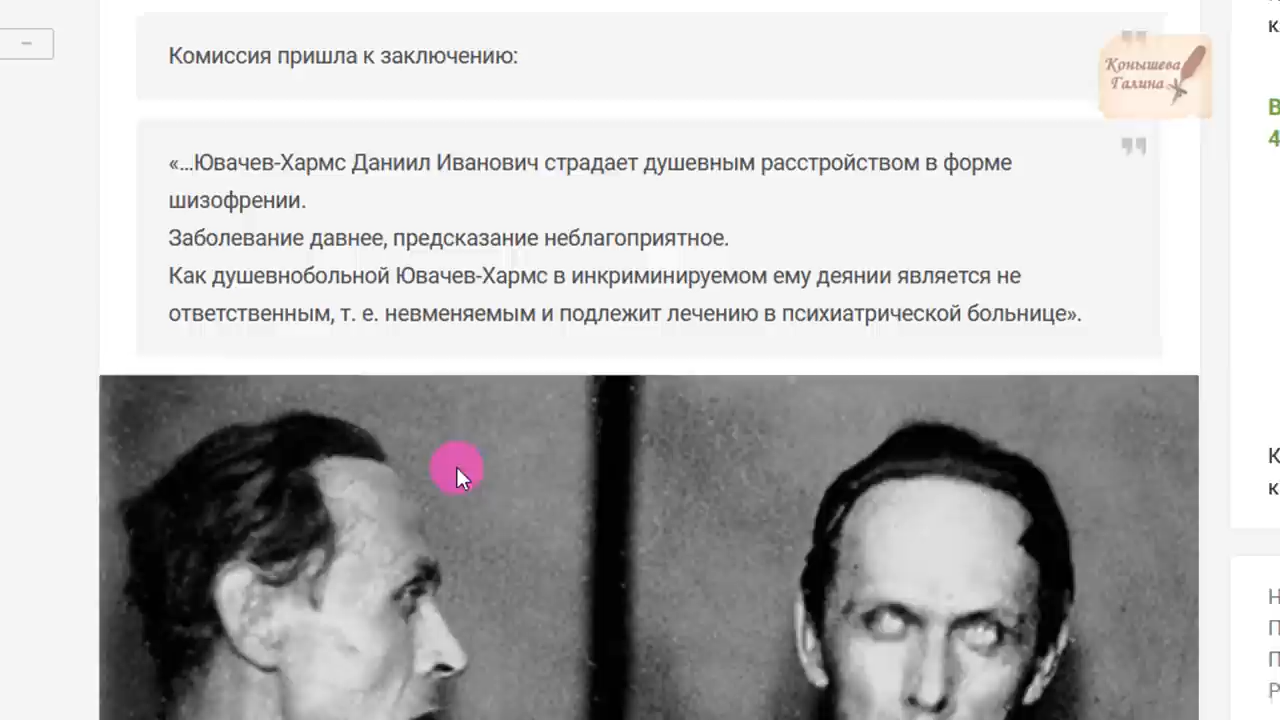 Комиссия пришла к заключению:
Конышева
Галина
«…Ювачев-Хармс Даниил Иванович страдает душевным расстройством в форме
шизофрении.
Заболевание давнее, предсказание неблагоприятное.
Как душевнобольной Ювачев-Хармс в инкриминируемом ему деянии является не
ответственным, т. е. невменяемым и подлежит лечению в психиатрической больнице».